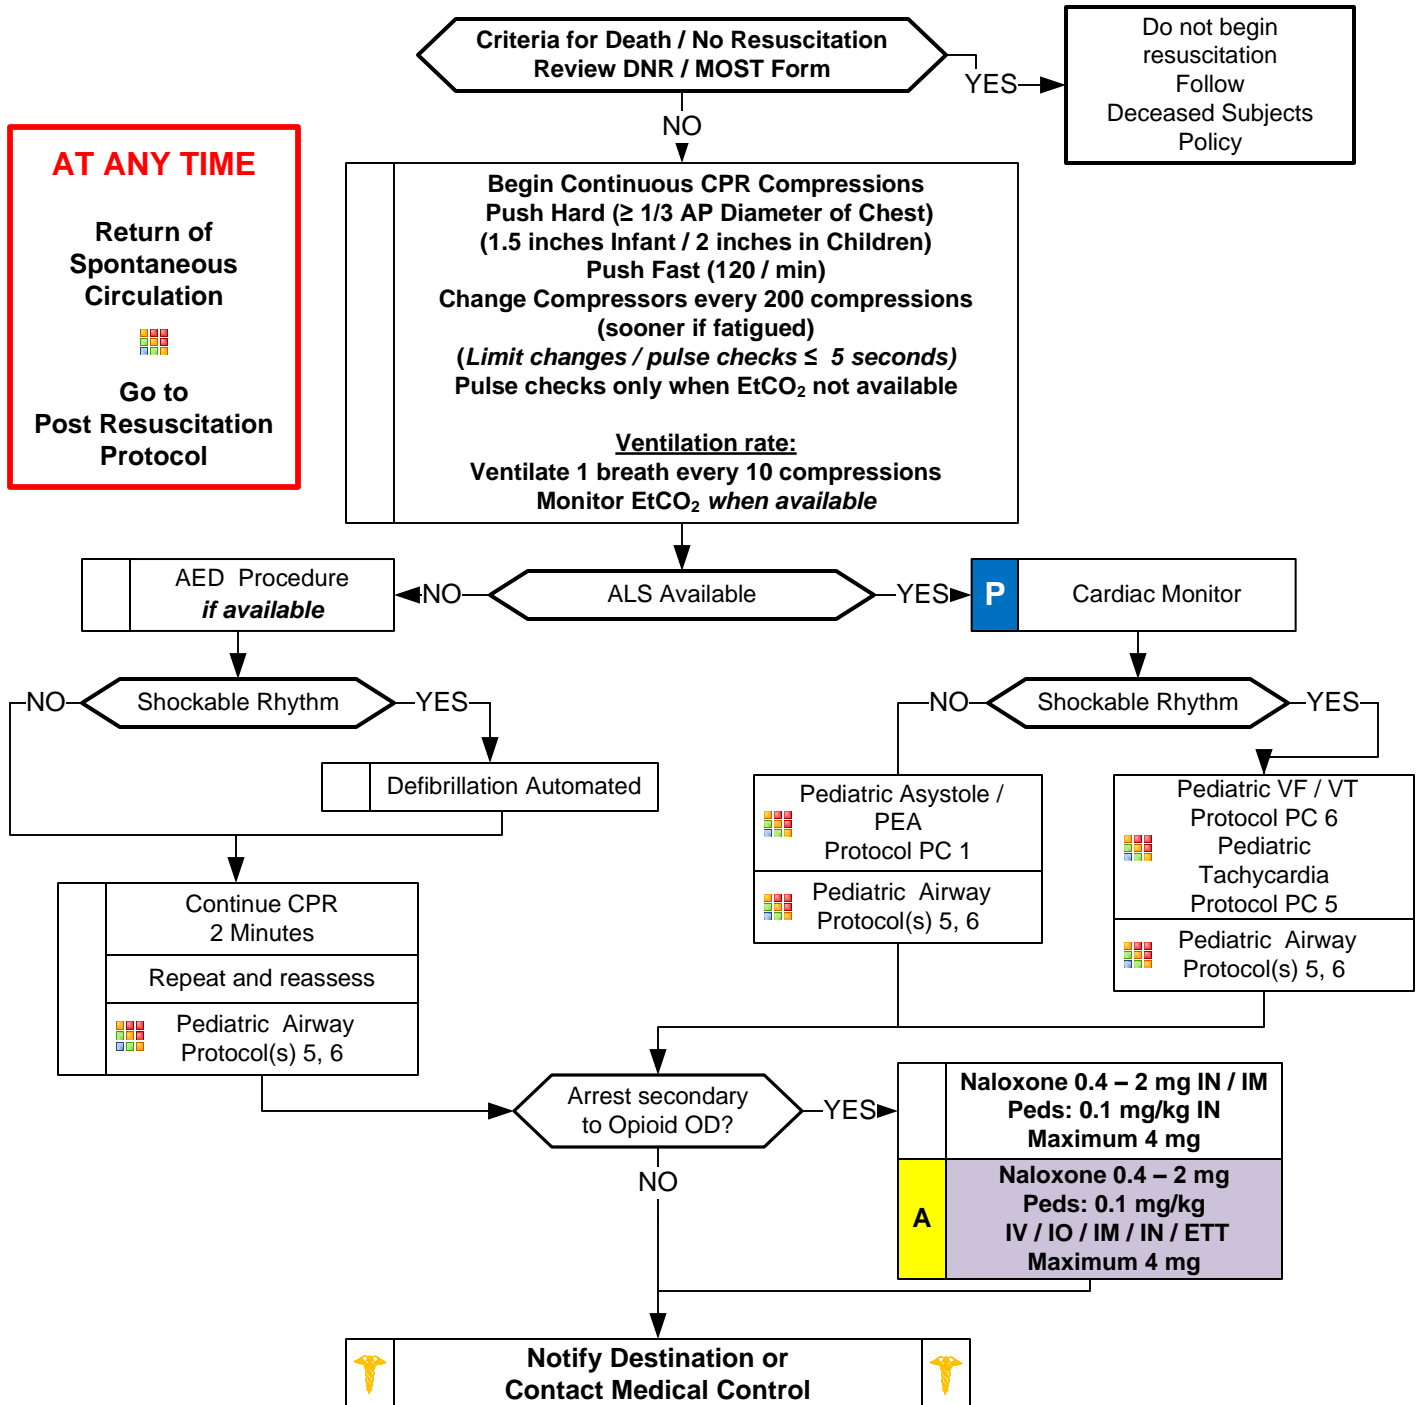 Criteria for Death / No Resuscitation
Review DNR / MOST Form
YES
Do not begin
resuscitation
Follow
Deceased Subjects
Policy
NO
AT ANY TIME
Return of
Spontaneous
Circulation
Go to
Post Resuscitation
Protocol
Begin Continuous CPR Compressions
Push Hard (≥ 1/3 AP Diameter of Chest)
(1.5 inches Infant / 2 inches in Children)
Push Fast (120 / min)
Change Compressors every 200 compressions
(sooner if fatigued)
(Limit changes / pulse checks ≤ 5 seconds)
Pulse checks only when EtCO₂ not available
Ventilation rate:
Ventilate 1 breath every 10 compressions
Monitor EtCO₂ when available
AED Procedure
if available
NO
ALS Available
YES
P
Cardiac Monitor
NO
Shockable Rhythm
YES
NO
Shockable Rhythm
YES
Defibrillation Automated
Pediatric Asystole /
PEA
Protocol PC 1
Pediatric Airway
Protocol(s) 5, 6
Pediatric VF / VT
Protocol PC 6
Pediatric
Tachycardia
Protocol PC 5
Pediatric Airway
Protocol(s) 5, 6
Continue CPR
2 Minutes
Repeat and reassess
Pediatric Airway
Protocol(s) 5, 6
Arrest secondary
to Opioid OD?
YES
NO
Naloxone 0.4 – 2 mg IN / IM
Peds: 0.1 mg/kg IN
Maximum 4 mg
A
Naloxone 0.4 – 2 mg
Peds: 0.1 mg/kg
IV / IO / IM / IN / ETT
Maximum 4 mg
Notify Destination or
Contact Medical Control